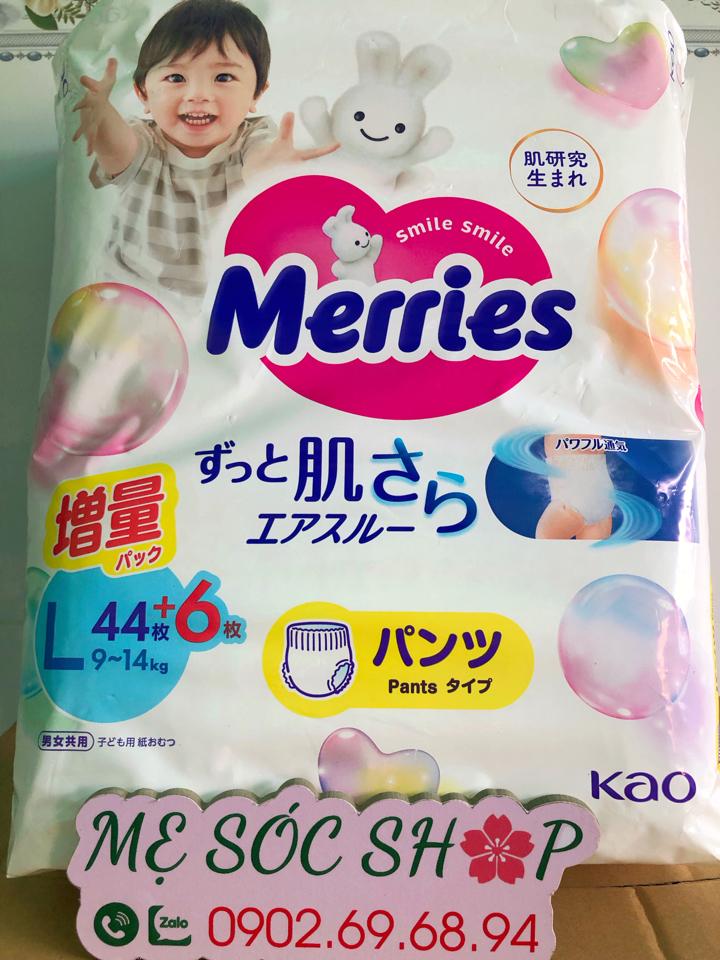 肌研究
生まれ
Smile Smile
Merries
ずっと肌さら
エアスルー
パワフル通気
増量
パック
L 44枚+6枚
9~14kg
パンツ
Pants タイプ
男女共用 子ども用 紙おむつ
Kao
MẸ SÓC SHOP
Zalo 0902.69.68.94